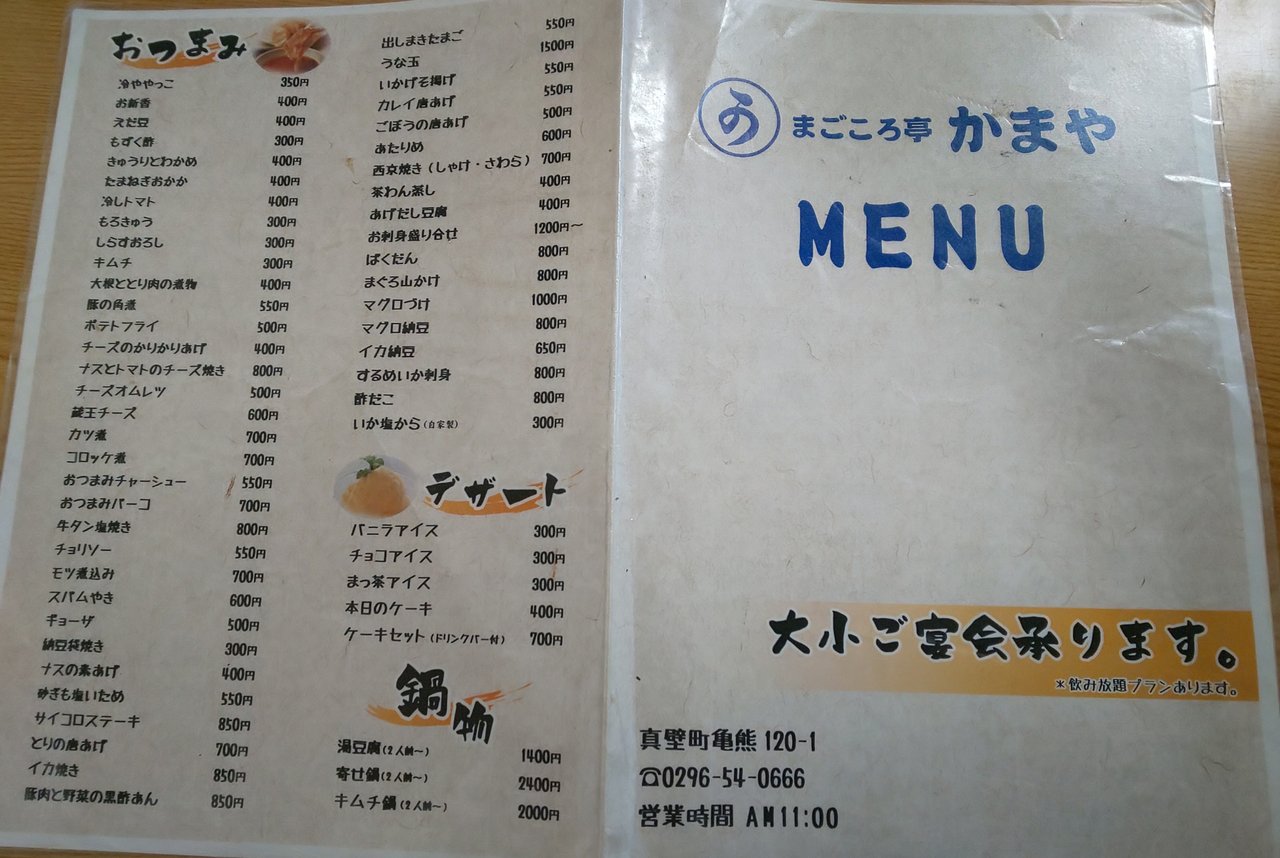 おつまみ
冷ややっこ 350円
お新香 400円
えだ豆 400円
もずく酢 300円
きゅうりとわかめ 400円
たまねぎおかか 400円
冷しトマト 400円
もろきゅう 300円
しらすおろし 300円
キムチ 300円
大根ととり肉の煮物 400円
豚の角煮 550円
ポテトフライ 500円
チーズのかりかりあげ 400円
ナスとトマトのチーズ焼き 800円
チーズオムレツ 500円
蔵王チーズ 600円
カツ煮 700円
コロッケ煮 700円
おつまみチャーシュー 550円
おつまみパーコ 700円
牛タン塩焼き 800円
チョリソー 550円
モツ煮込み 700円
スパムやき 600円
ギョーザ 500円
納豆袋焼き 300円
ナスの素あげ 400円
砂ぎも塩いため 550円
サイコロステーキ 850円
とりの唐あげ 700円
イカ焼き 850円
豚肉と野菜の黒酢あん 850円
出しまきたまご 550円
うな玉 1500円
いかげそ揚げ 550円
カレイ唐あげ 550円
ごぼうの唐あげ 500円
あたりめ 600円
西京焼き(しゃけ・さわら) 700円
茶わん蒸し 400円
あげだし豆腐 400円
お刺身盛り合せ 1200円〜
ばくだん 800円
まぐろ山かけ 800円
マグロづけ 1000円
マグロ納豆 800円
イカ納豆 650円
するめいか刺身 800円
酢だこ 800円
いか塩から(自家製) 300円
デザート
バニラアイス 300円
チョコアイス 300円
まっ茶アイス 300円
本日のケーキ 400円
ケーキセット(ドリンクバー付) 700円
鍋物
湯豆腐(2人前〜) 1400円
寄せ鍋(2人前〜) 2400円
キムチ鍋(2人前〜) 2000円
う まごころ亭 かまや
MENU
大小ご宴会承ります。
＊飲み放題プランあります。
真壁町亀熊120-1
☎0296-54-0666
営業時間 AM11:00